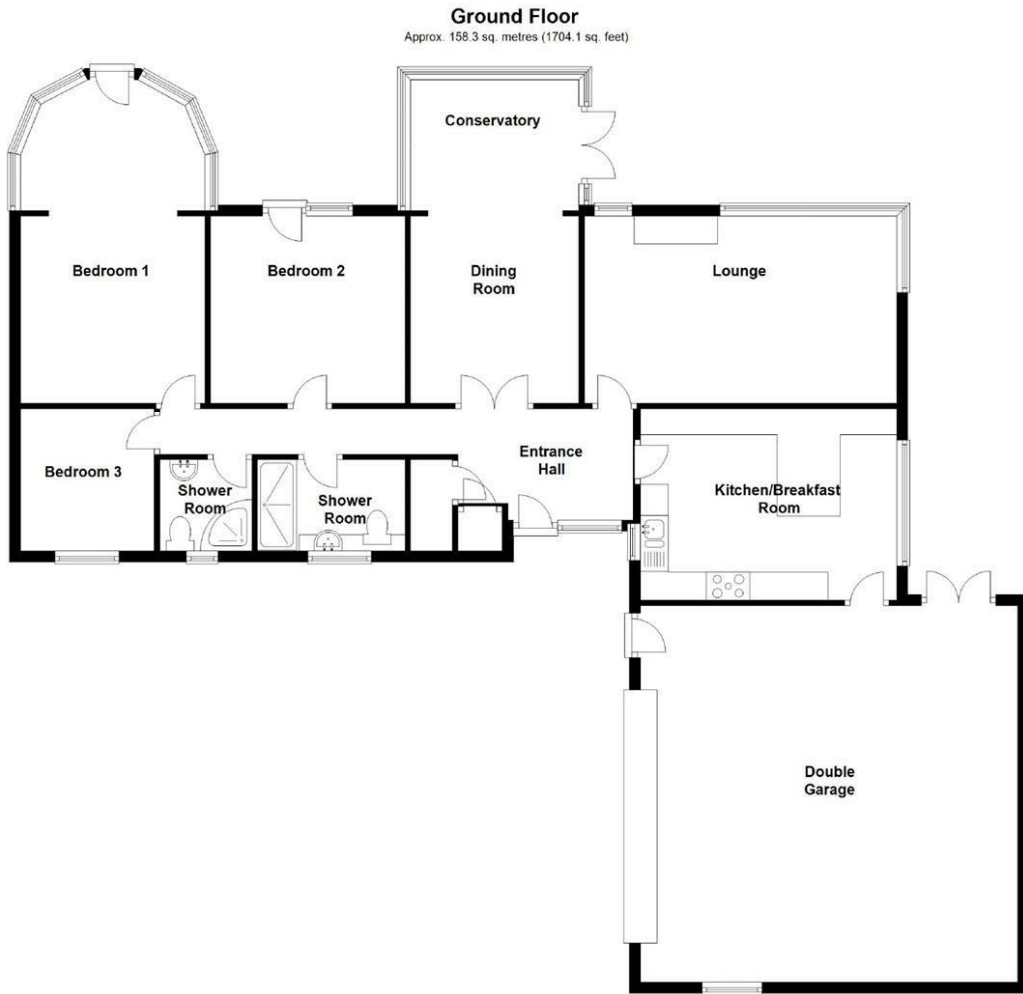 Ground Floor
Approx. 158.3 sq. metres (1704.1 sq. feet)
Conservatory
Bedroom 1
Bedroom 2
Dining
Room
Lounge
Bedroom 3
Shower
Room
Shower
Room
Entrance
Hall
Kitchen/Breakfast
Room
Double
Garage